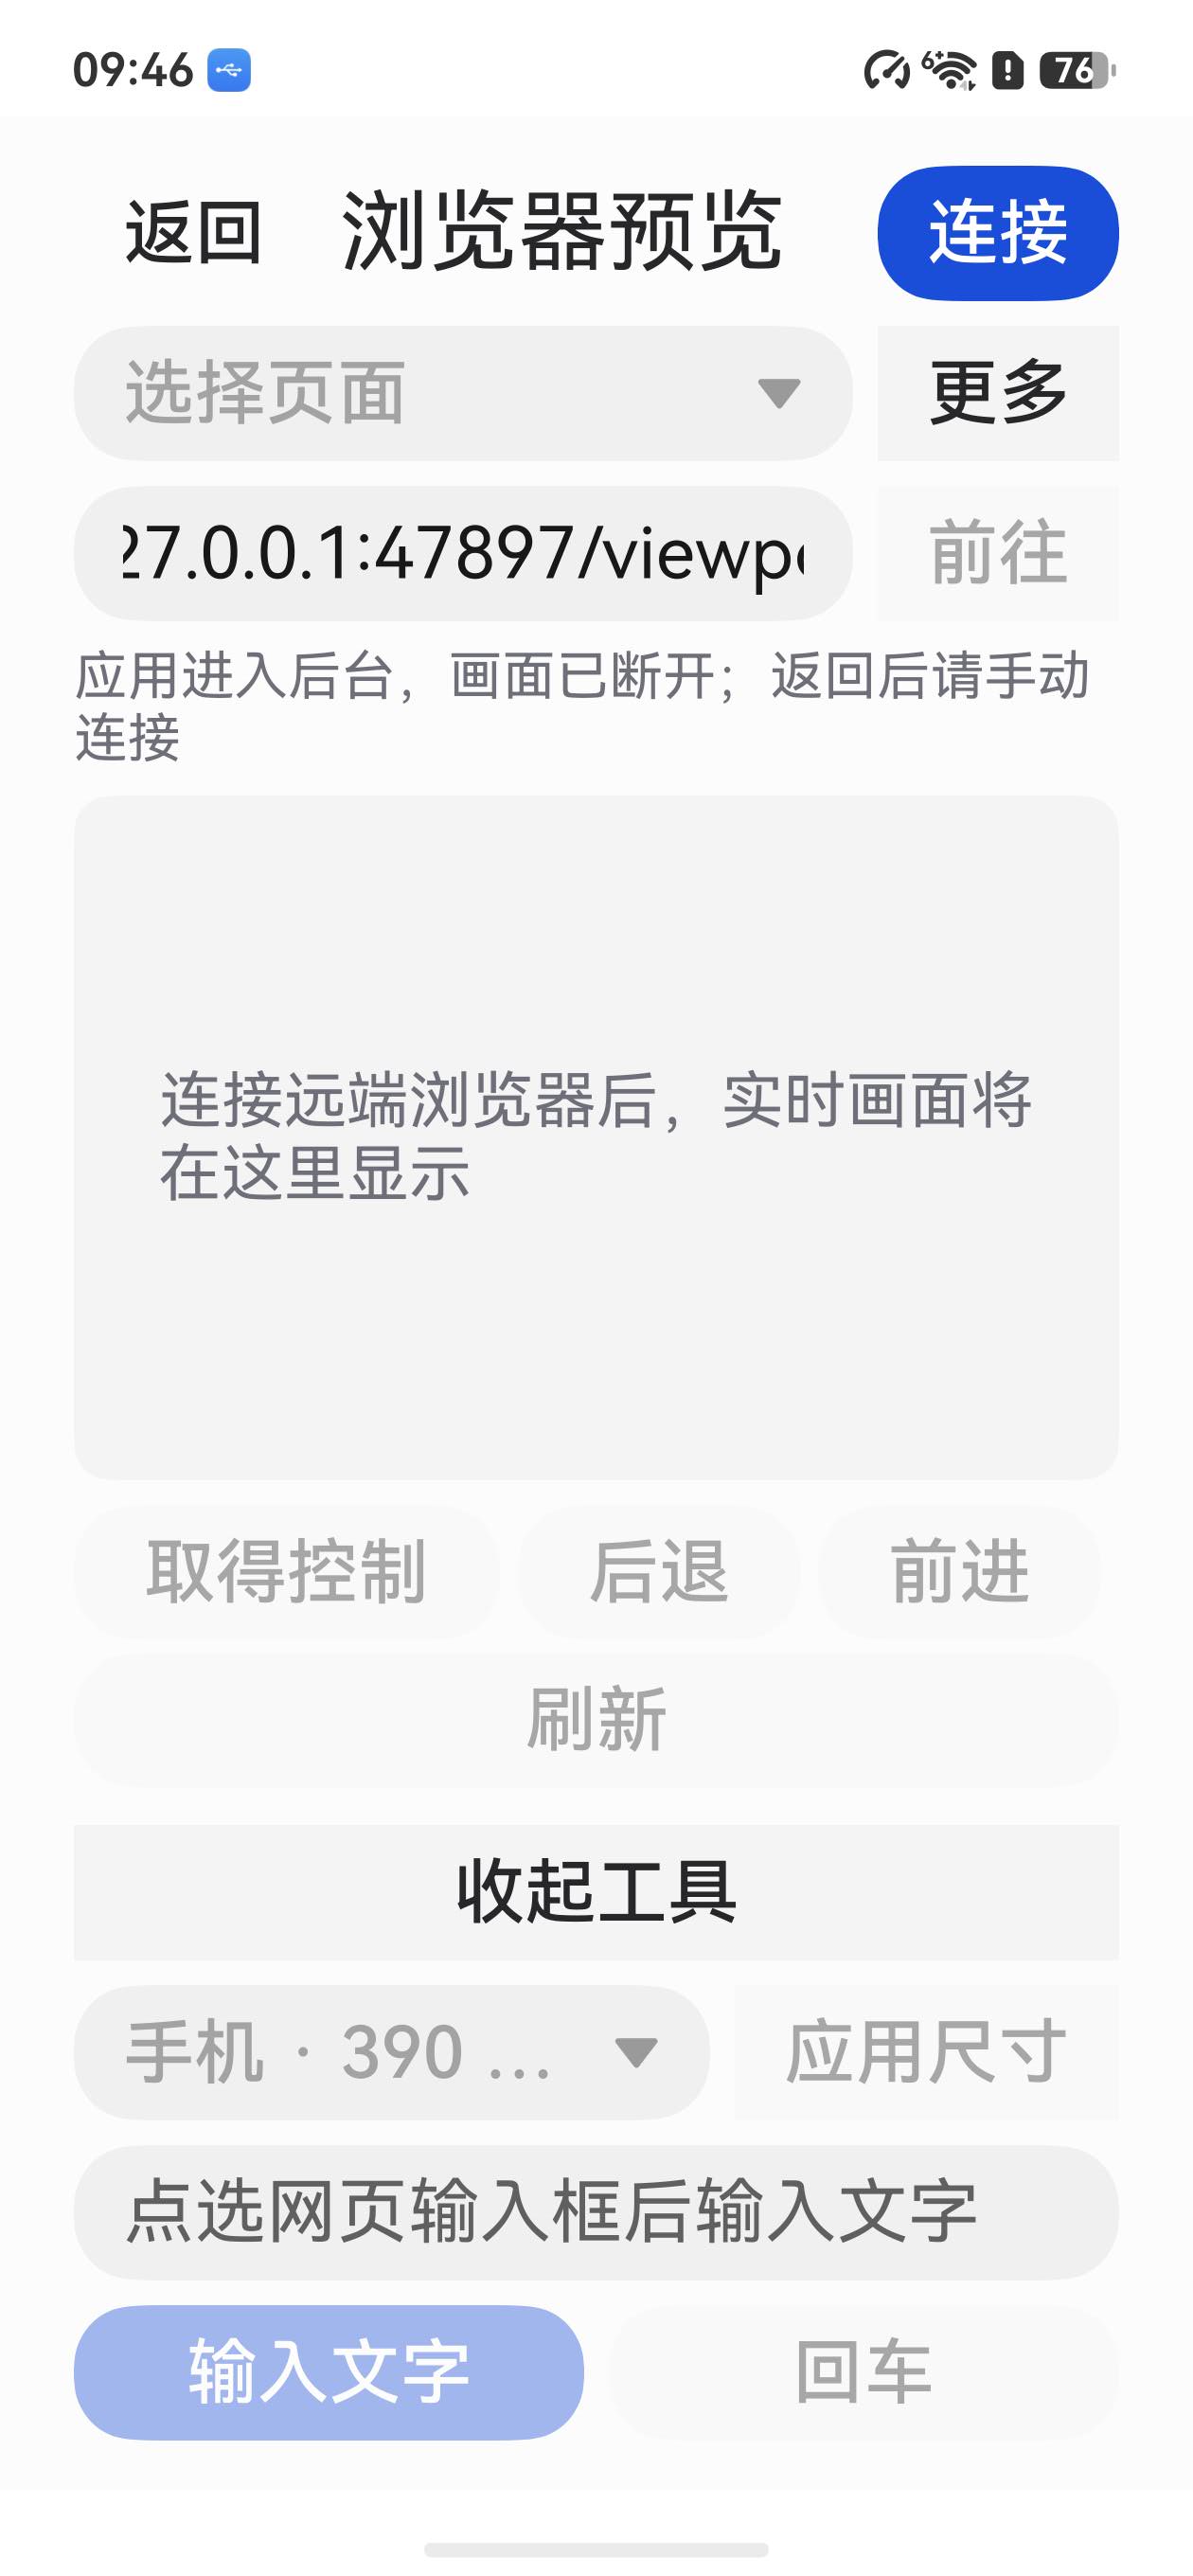 09:46
6+
76
返回
浏览器预览
连接
选择页面
更多
27.0.0.1:47897/viewpo
前往
应用进入后台，画面已断开；返回后请手动
连接
连接远端浏览器后，实时画面将
在这里显示
取得控制
后退
前进
刷新
收起工具
手机 · 390 ...
应用尺寸
点选网页输入框后输入文字
输入文字
回车